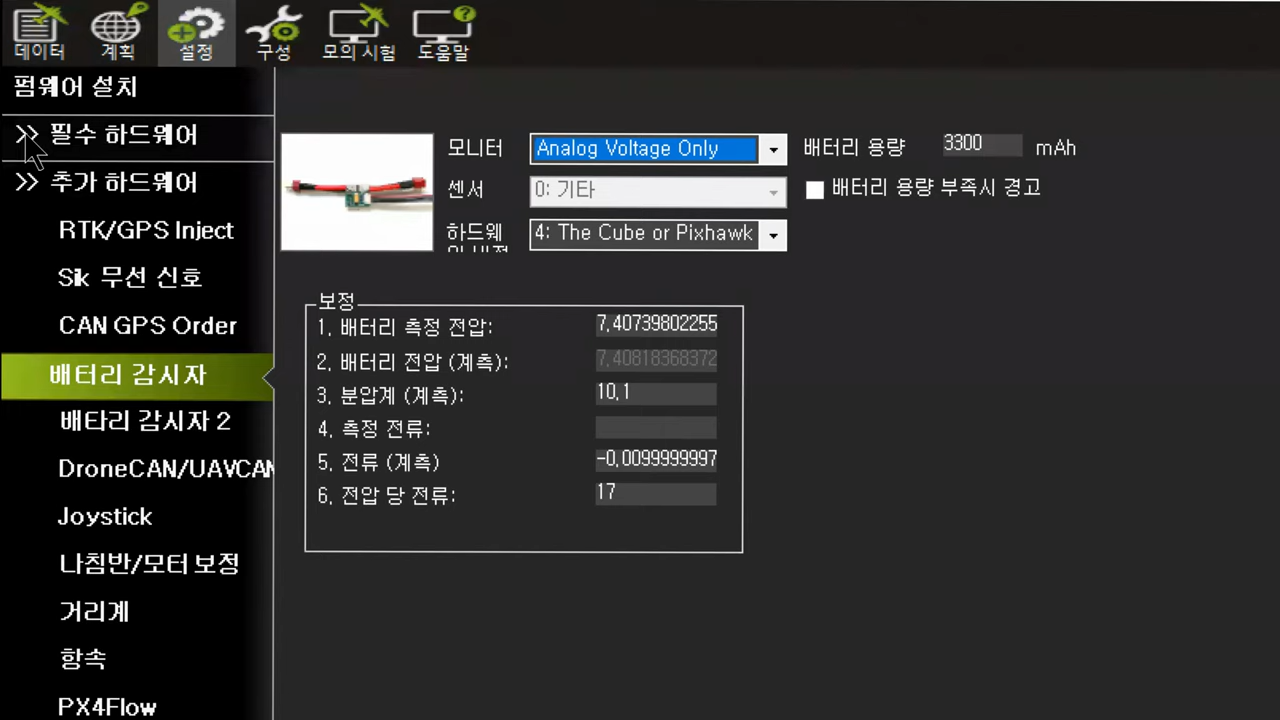 데이터 계획 설정 구성 모의 시험 도움말
펌웨어 설치
>> 필수 하드웨어
>> 추가 하드웨어
RTK/GPS Inject
Sik 무선 신호
CAN GPS Order
배터리 감시자
배타리 감시자 2
DroneCAN/UAVCAN
Joystick
나침반/모터 보정
거리계
항속
PX4Flow
모니터 Analog Voltage Only 배터리 용량 3300 mAh
센서 0: 기타 배터리 용량 부족시 경고
하드웨 4: The Cube or Pixhawk
보정
1. 배터리 측정 전압: 7.40739802255
2. 배터리 전압 (계측): 7.40818368372
3. 분압계 (계측): 10.1
4. 측정 전류:
5. 전류 (계측) -0.0099999997
6. 전압 당 전류: 17